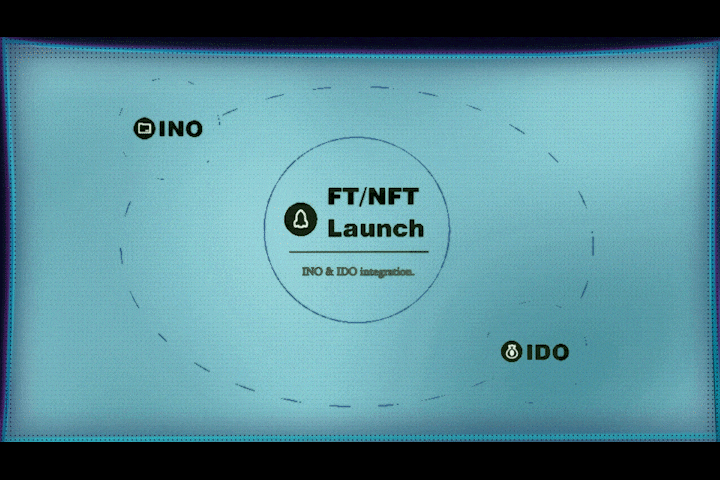 INO
FT/NFT
Launch
INO & IDO integration.
IDO